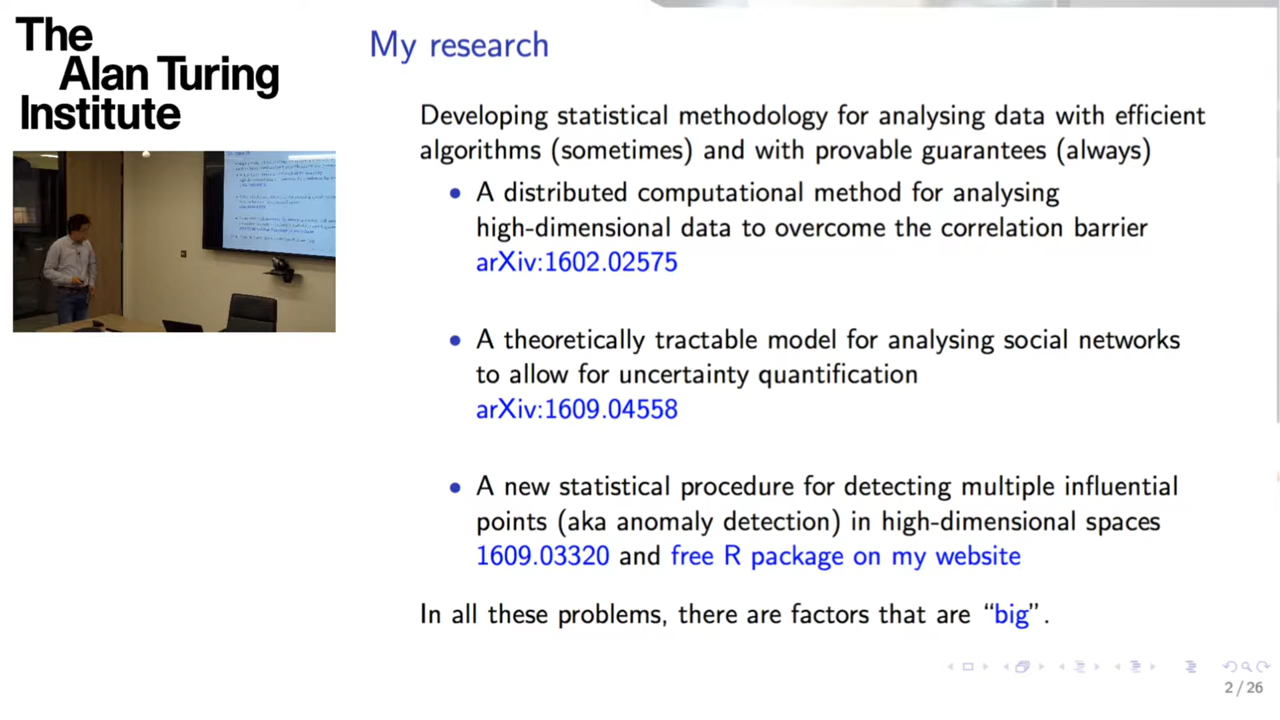 The
Alan Turing
Institute
My research
Developing statistical methodology for analysing data with efficient
algorithms (sometimes) and with provable guarantees (always)
• A distributed computational method for analysing
high-dimensional data to overcome the correlation barrier
arXiv:1602.02575
• A theoretically tractable model for analysing social networks
to allow for uncertainty quantification
arXiv:1609.04558
• A new statistical procedure for detecting multiple influential
points (aka anomaly detection) in high-dimensional spaces
1609.03320 and free R package on my website
In all these problems, there are factors that are “big”.
2 / 26